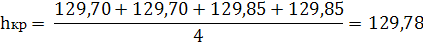 hкр = (129,70 + 129,70 + 129,85 + 129,85) / 4 = 129,78